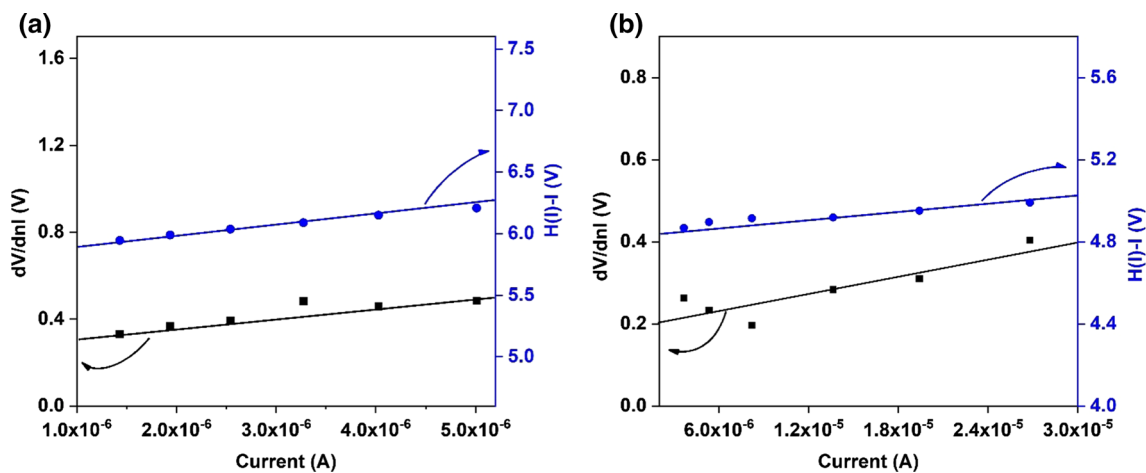 (a)
1.6
1.2
0.8
0.4
0.0
dV/dnI (V)
7.5
7.0
6.5
6.0
5.5
5.0
H(I)-I (V)
1.0x10⁻⁶ 2.0x10⁻⁶ 3.0x10⁻⁶ 4.0x10⁻⁶ 5.0x10⁻⁶
Current (A)
(b)
0.8
0.6
0.4
0.2
0.0
dV/dnI (V)
5.6
5.2
4.8
4.4
4.0
H(I)-I (V)
6.0x10⁻⁶ 1.2x10⁻⁵ 1.8x10⁻⁵ 2.4x10⁻⁵ 3.0x10⁻⁵
Current (A)